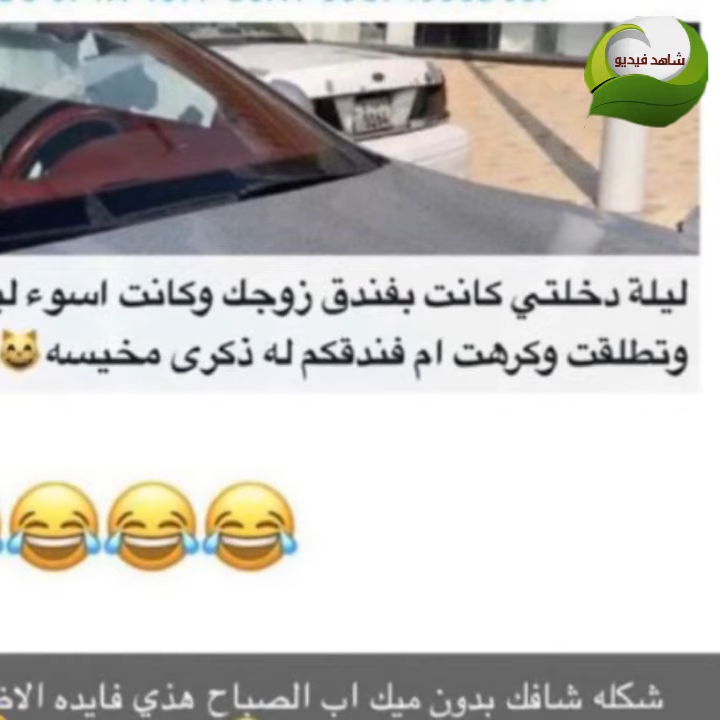 شاهد فيديو
ليلة دخلتي كانت بفندق زوجك وكانت اسوء
وتطلقت وكرهت ام فندقكم له ذكرى مخيسه 😸
😂😂😂
شكله شافك بدون ميك اب الصباح هذي فايده